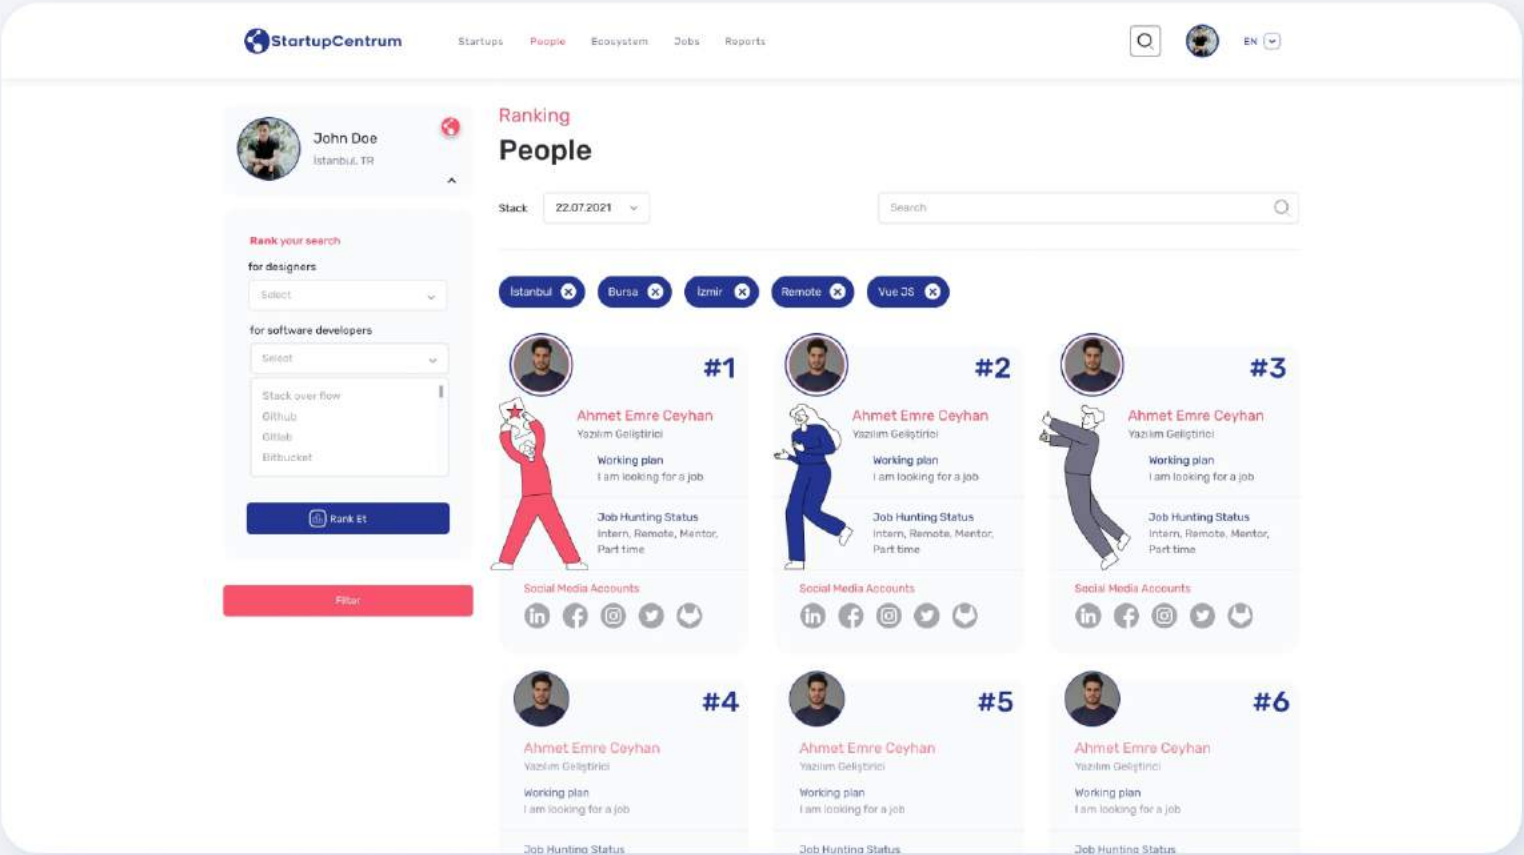 StartupCentrum
Startups People Ecosystem Jobs Reports
EN
John Doe
İstanbul, TR
Rank your search
for designers
Select
for software developers
Select
Stack over flow
Github
Gitlab
Bitbucket
Rank Et
Filter
Ranking
People
Stack 22.07.2021
Search
İstanbul Bursa İzmir Remote Vue JS
#1
Ahmet Emre Ceyhan
Yazılım Geliştirici
Working plan
I am looking for a job
Job Hunting Status
Intern, Remote, Mentor,
Part time
Social Media Accounts
in
#2
Ahmet Emre Ceyhan
Yazılım Geliştirici
Working plan
I am looking for a job
Job Hunting Status
Intern, Remote, Mentor,
Part time
Social Media Accounts
in
#3
Ahmet Emre Ceyhan
Yazılım Geliştirici
Working plan
I am looking for a job
Job Hunting Status
Intern, Remote, Mentor,
Part time
Social Media Accounts
in
#4
Ahmet Emre Ceyhan
Yazılım Geliştirici
Working plan
I am looking for a job
Job Hunting Status
#5
Ahmet Emre Ceyhan
Yazılım Geliştirici
Working plan
I am looking for a job
Job Hunting Status
#6
Ahmet Emre Ceyhan
Yazılım Geliştirici
Working plan
I am looking for a job
Job Hunting Status